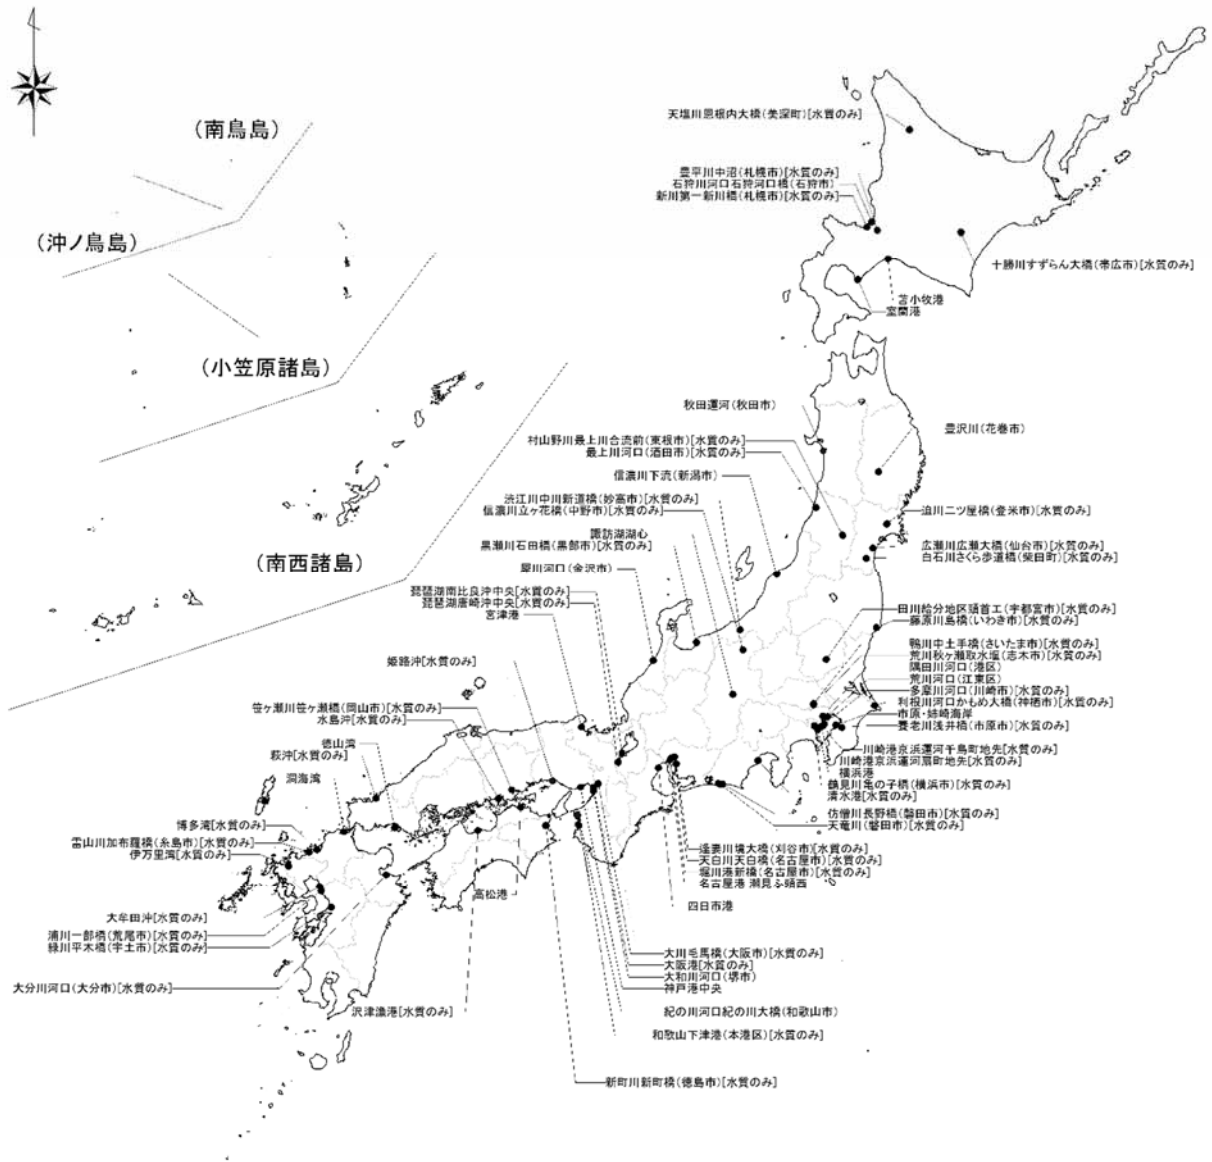 (南鳥島)
(沖ノ鳥島)
(小笠原諸島)
(南西諸島)
天塩川恩根内大橋(美深町)[水質のみ]
豊平川中沼(札幌市)[水質のみ]
石狩川河口石狩河口橋(石狩市)
新川第一新川橋(札幌市)[水質のみ]
十勝川すずらん大橋(帯広市)[水質のみ]
苫小牧港
室蘭港
秋田運河(秋田市)
豊沢川(花巻市)
村山野川最上川合流前(東根市)[水質のみ]
最上川河口(酒田市)[水質のみ]
信濃川下流(新潟市)
渋江川中川新道橋(妙高市)[水質のみ]
信濃川立ヶ花橋(中野市)[水質のみ]
諏訪湖湖心
黒瀬川石田橋(黒部市)[水質のみ]
犀川河口(金沢市)
琵琶湖南比良沖中央[水質のみ]
琵琶湖唐崎沖中央[水質のみ]
宮津港
迫川二ツ屋橋(登米市)[水質のみ]
広瀬川広瀬大橋(仙台市)[水質のみ]
白石川さくら歩道橋(柴田町)[水質のみ]
田川給分地区頭首工(宇都宮市)[水質のみ]
藤原川島橋(いわき市)[水質のみ]
鴨川中土手橋(さいたま市)[水質のみ]
荒川秋ヶ瀬取水堰(志木市)[水質のみ]
隅田川河口(港区)
荒川河口(江東区)
多摩川河口(川崎市)[水質のみ]
利根川河口かもめ大橋(神栖市)[水質のみ]
市原・姉崎海岸
養老川浅井橋(市原市)[水質のみ]
川崎港京浜運河千鳥町地先[水質のみ]
川崎港京浜運河扇町地先[水質のみ]
横浜港
鶴見川亀の子橋(横浜市)[水質のみ]
清水港[水質のみ]
仿僧川長野橋(磐田市)[水質のみ]
天竜川(磐田市)[水質のみ]
姫路沖[水質のみ]
笹ヶ瀬川笹ヶ瀬橋(岡山市)[水質のみ]
水島沖[水質のみ]
徳山湾
萩沖[水質のみ]
洞海湾
博多湾[水質のみ]
雷山川加布羅橋(糸島市)[水質のみ]
伊万里湾[水質のみ]
大牟田沖[水質のみ]
浦川一部橋(荒尾市)[水質のみ]
緑川平木橋(宇土市)[水質のみ]
大分川河口(大分市)[水質のみ]
高松港
沢津漁港[水質のみ]
逢妻川境大橋(刈谷市)[水質のみ]
天白川天白橋(名古屋市)[水質のみ]
堀川港新橋(名古屋市)[水質のみ]
名古屋港 潮見ふ頭西
四日市港
大川毛馬橋(大阪市)[水質のみ]
大阪港[水質のみ]
大和川河口(堺市)
神戸港中央
紀の川河口紀の川大橋(和歌山市)
和歌山下津港(本港区)[水質のみ]
新町川新町橋(徳島市)[水質のみ]